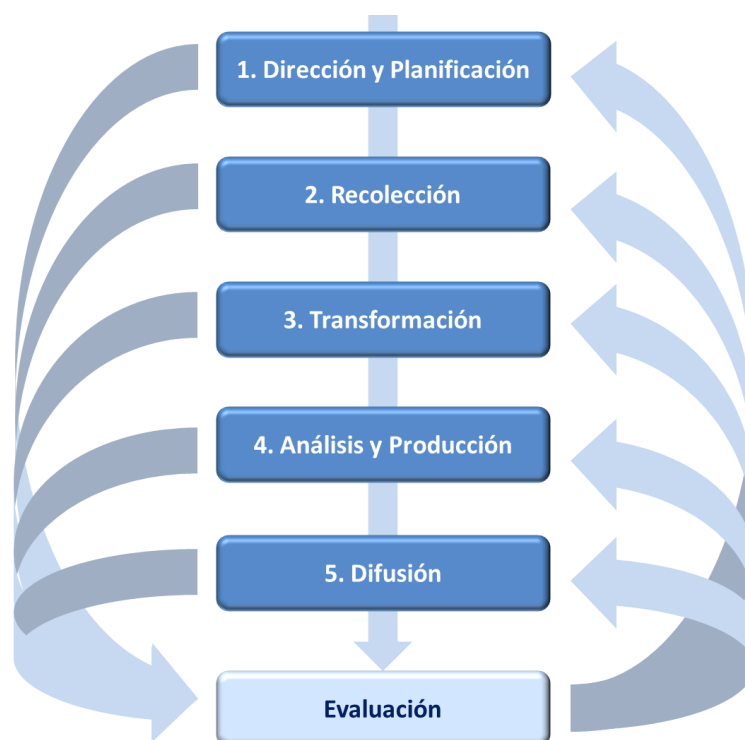 1. Dirección y Planificación
2. Recolección
3. Transformación
4. Análisis y Producción
5. Difusión
Evaluación